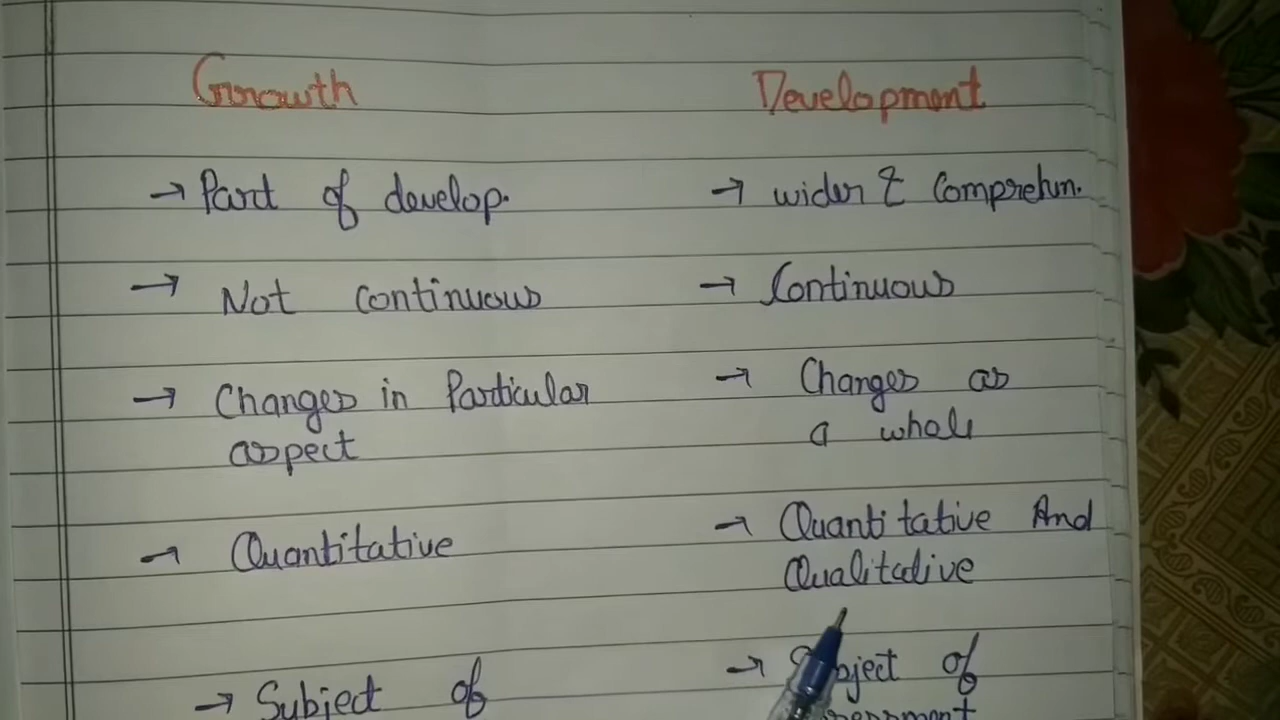 Growth
Development
→ Part of develop.
→ wider & Comprehn.
→ Not continuous
→ Continuous
→ Changes in Particular
aspect
→ Changes as
a whole
→ Quantitative
→ Quantitative And
Qualitative
→ Subject of
→ Subject of